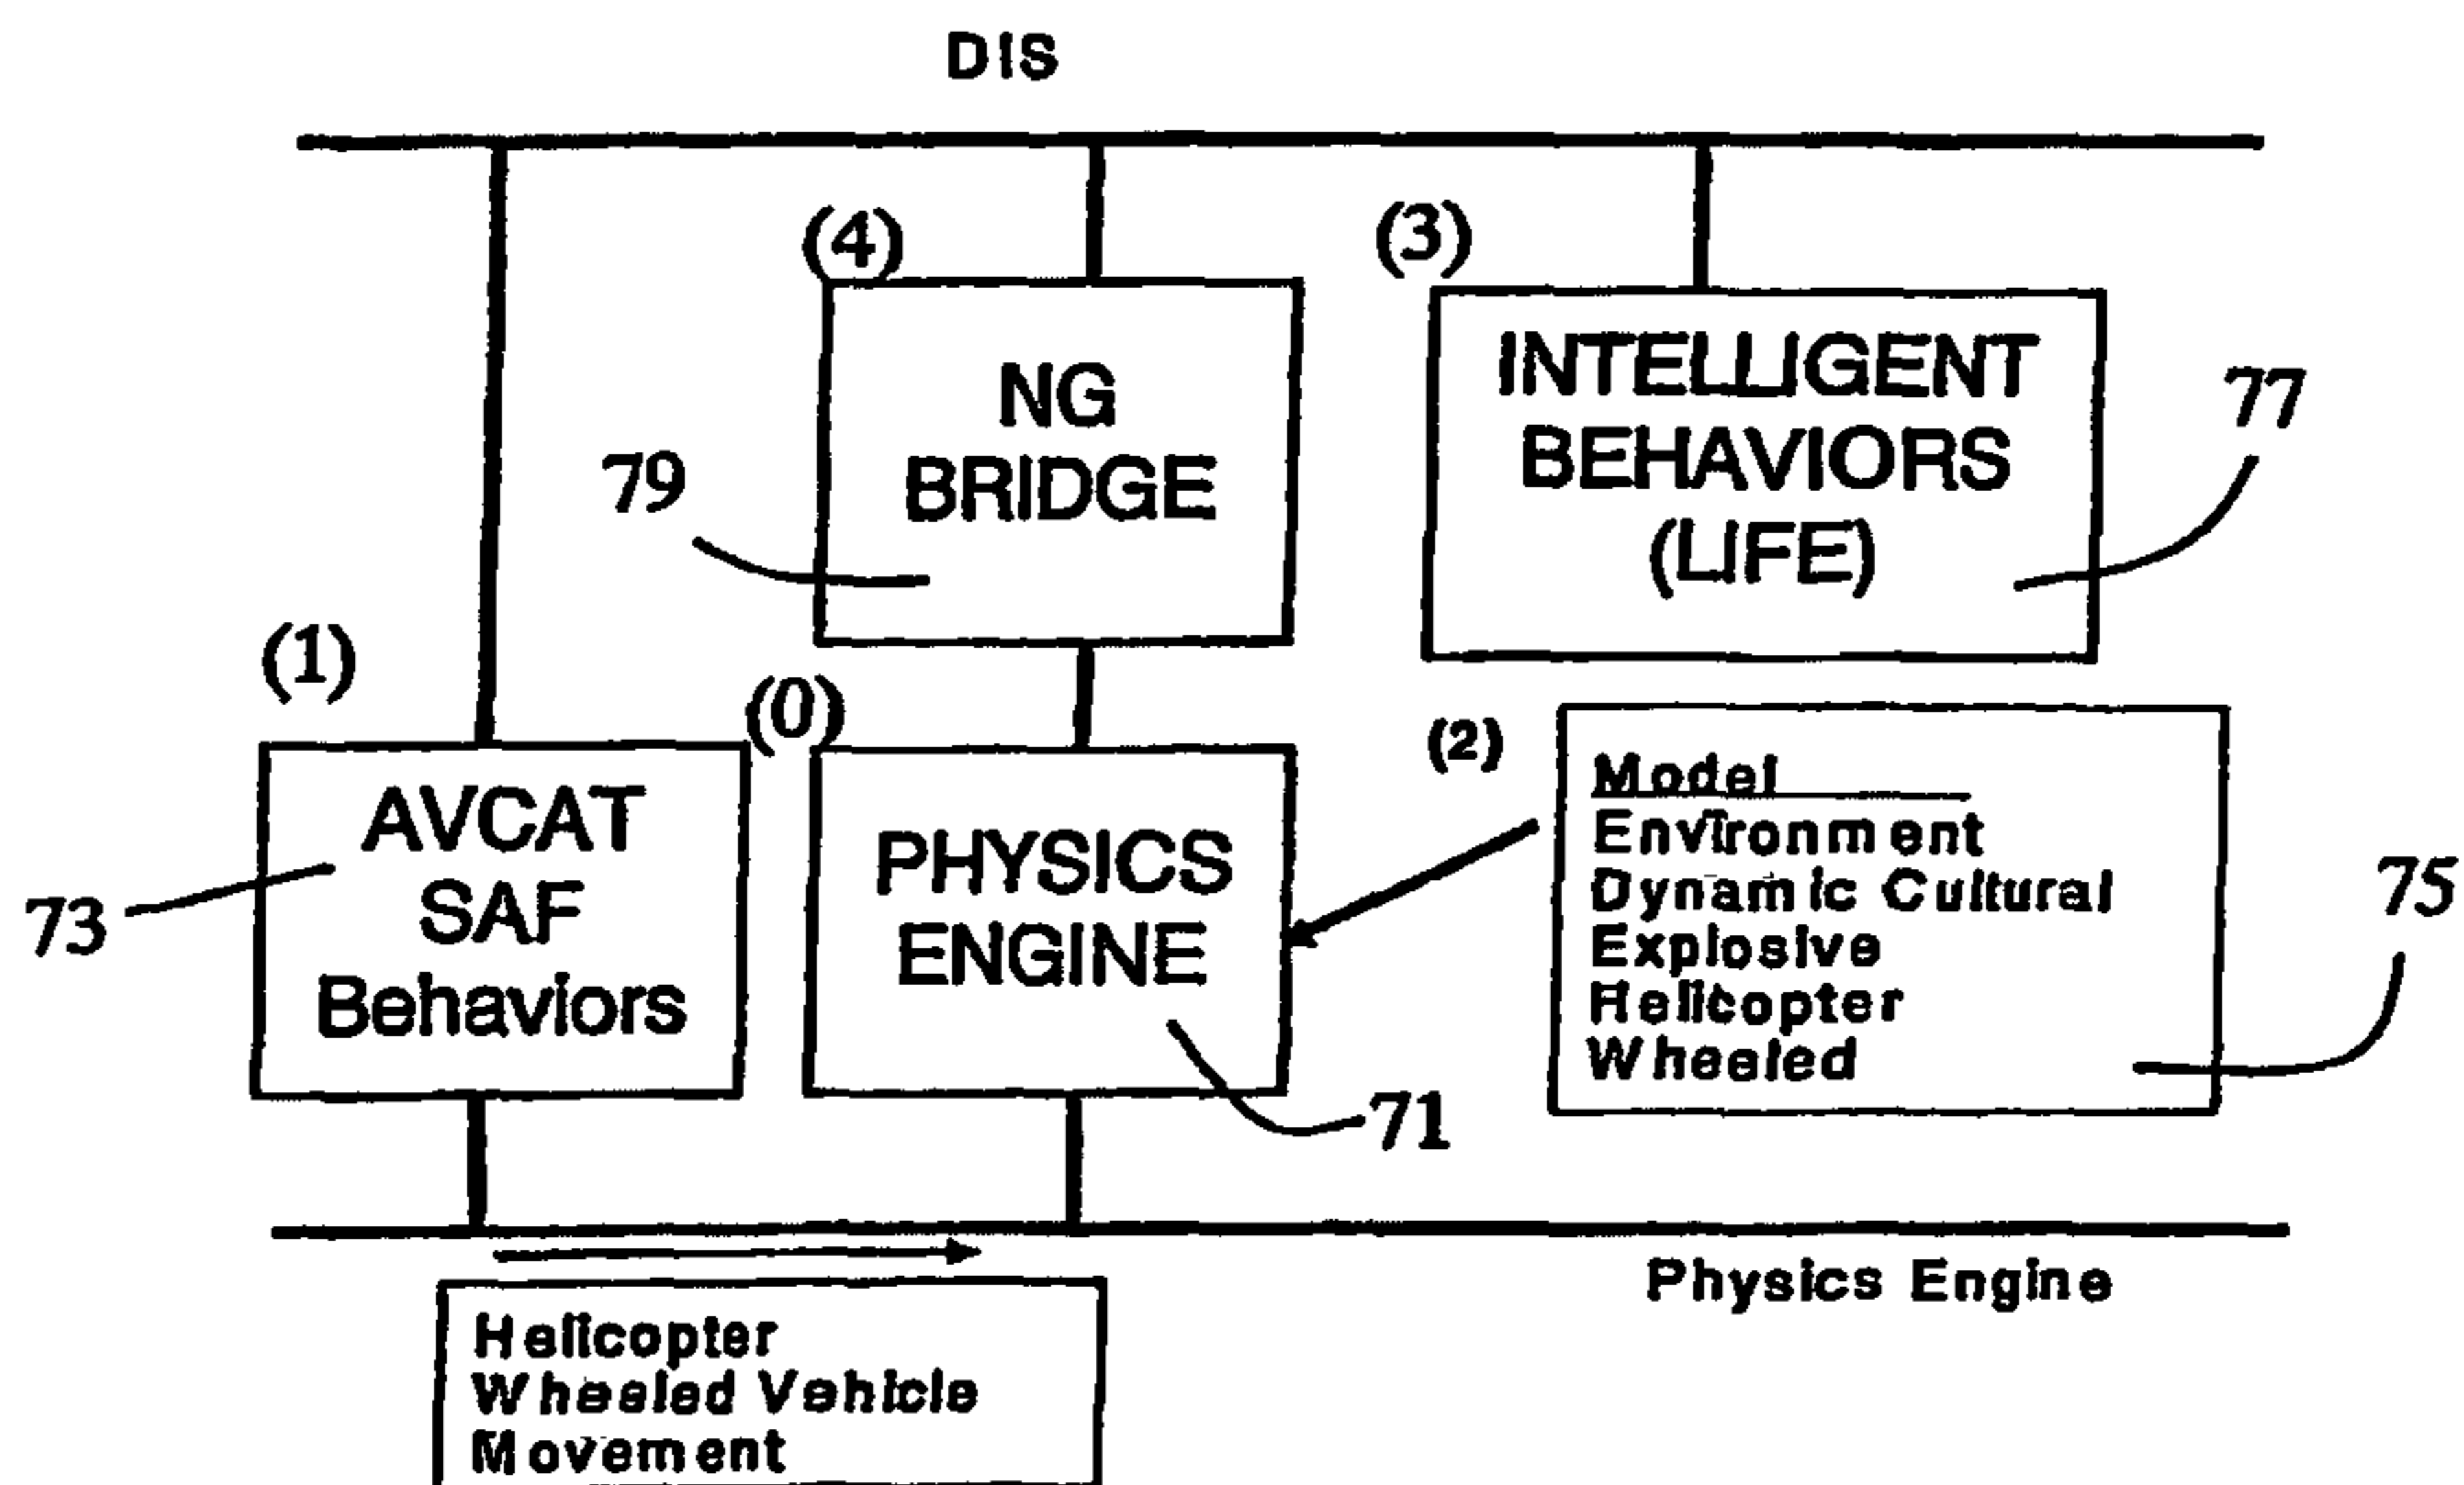 DIS
(4)
(3)
NG
BRIDGE
79
INTELLIGENT
BEHAVIORS
(LIFE)
77
(1)
(0)
(2)
AVCAT
SAF
Behaviors
73
PHYSICS
ENGINE
71
Model
Environment
Dynamic Cultural
Explosive
Helicopter
Wheeled
75
Physics Engine
Helicopter
Wheeled Vehicle
Movement